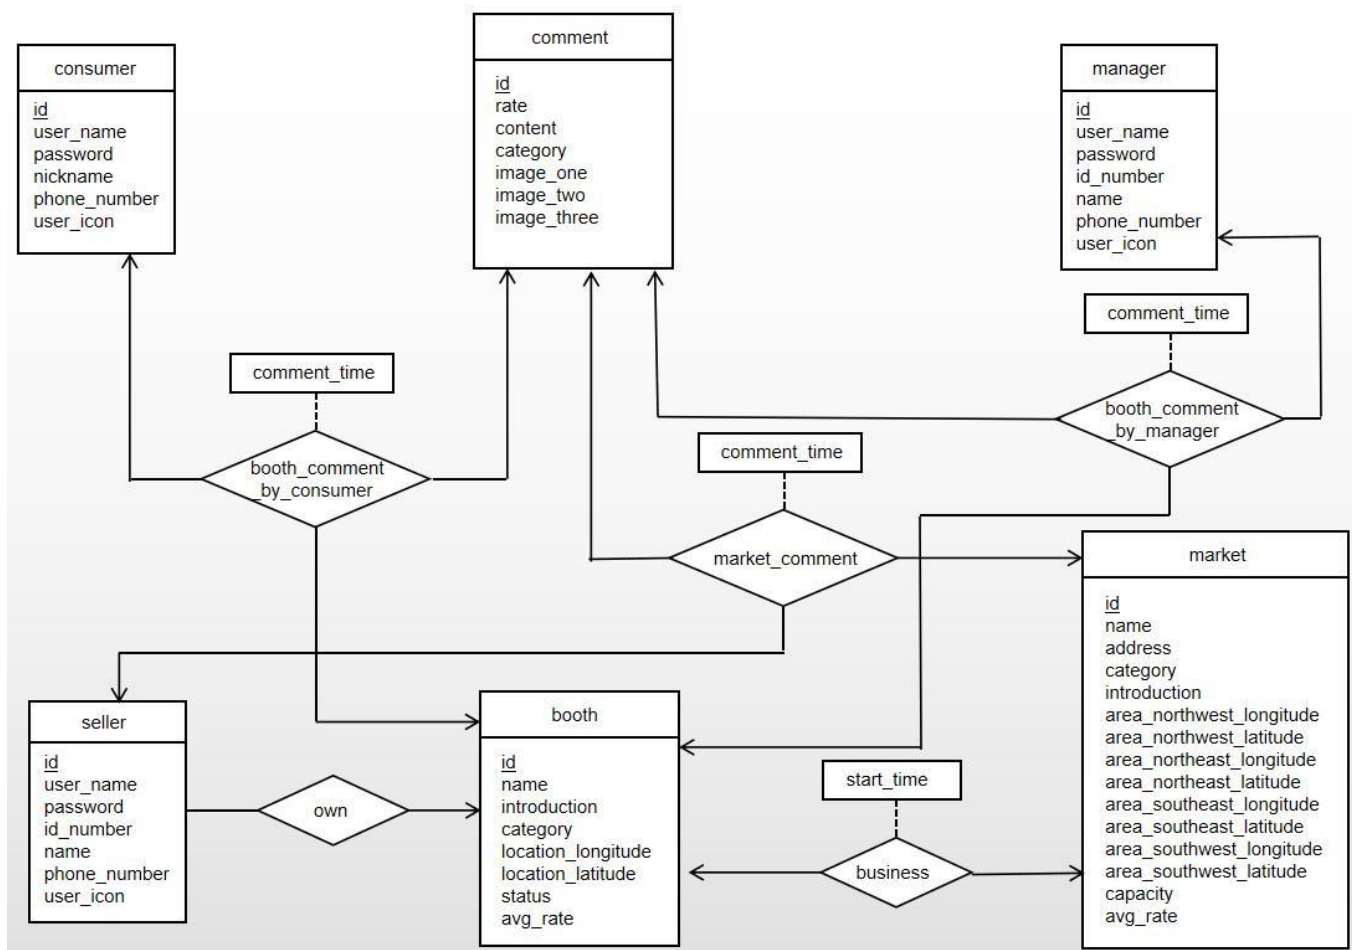 consumer
id
user_name
password
nickname
phone_number
user_icon
comment
id
rate
content
category
image_one
image_two
image_three
manager
id
user_name
password
id_number
name
phone_number
user_icon
comment_time
booth_comment
_by_consumer
comment_time
market_comment
comment_time
booth_comment
_by_manager
seller
id
user_name
password
id_number
name
phone_number
user_icon
own
booth
id
name
introduction
category
location_longitude
location_latitude
status
avg_rate
start_time
business
market
id
name
address
category
introduction
area_northwest_longitude
area_northwest_latitude
area_northeast_longitude
area_northeast_latitude
area_southeast_longitude
area_southeast_latitude
area_southwest_longitude
area_southwest_latitude
capacity
avg_rate